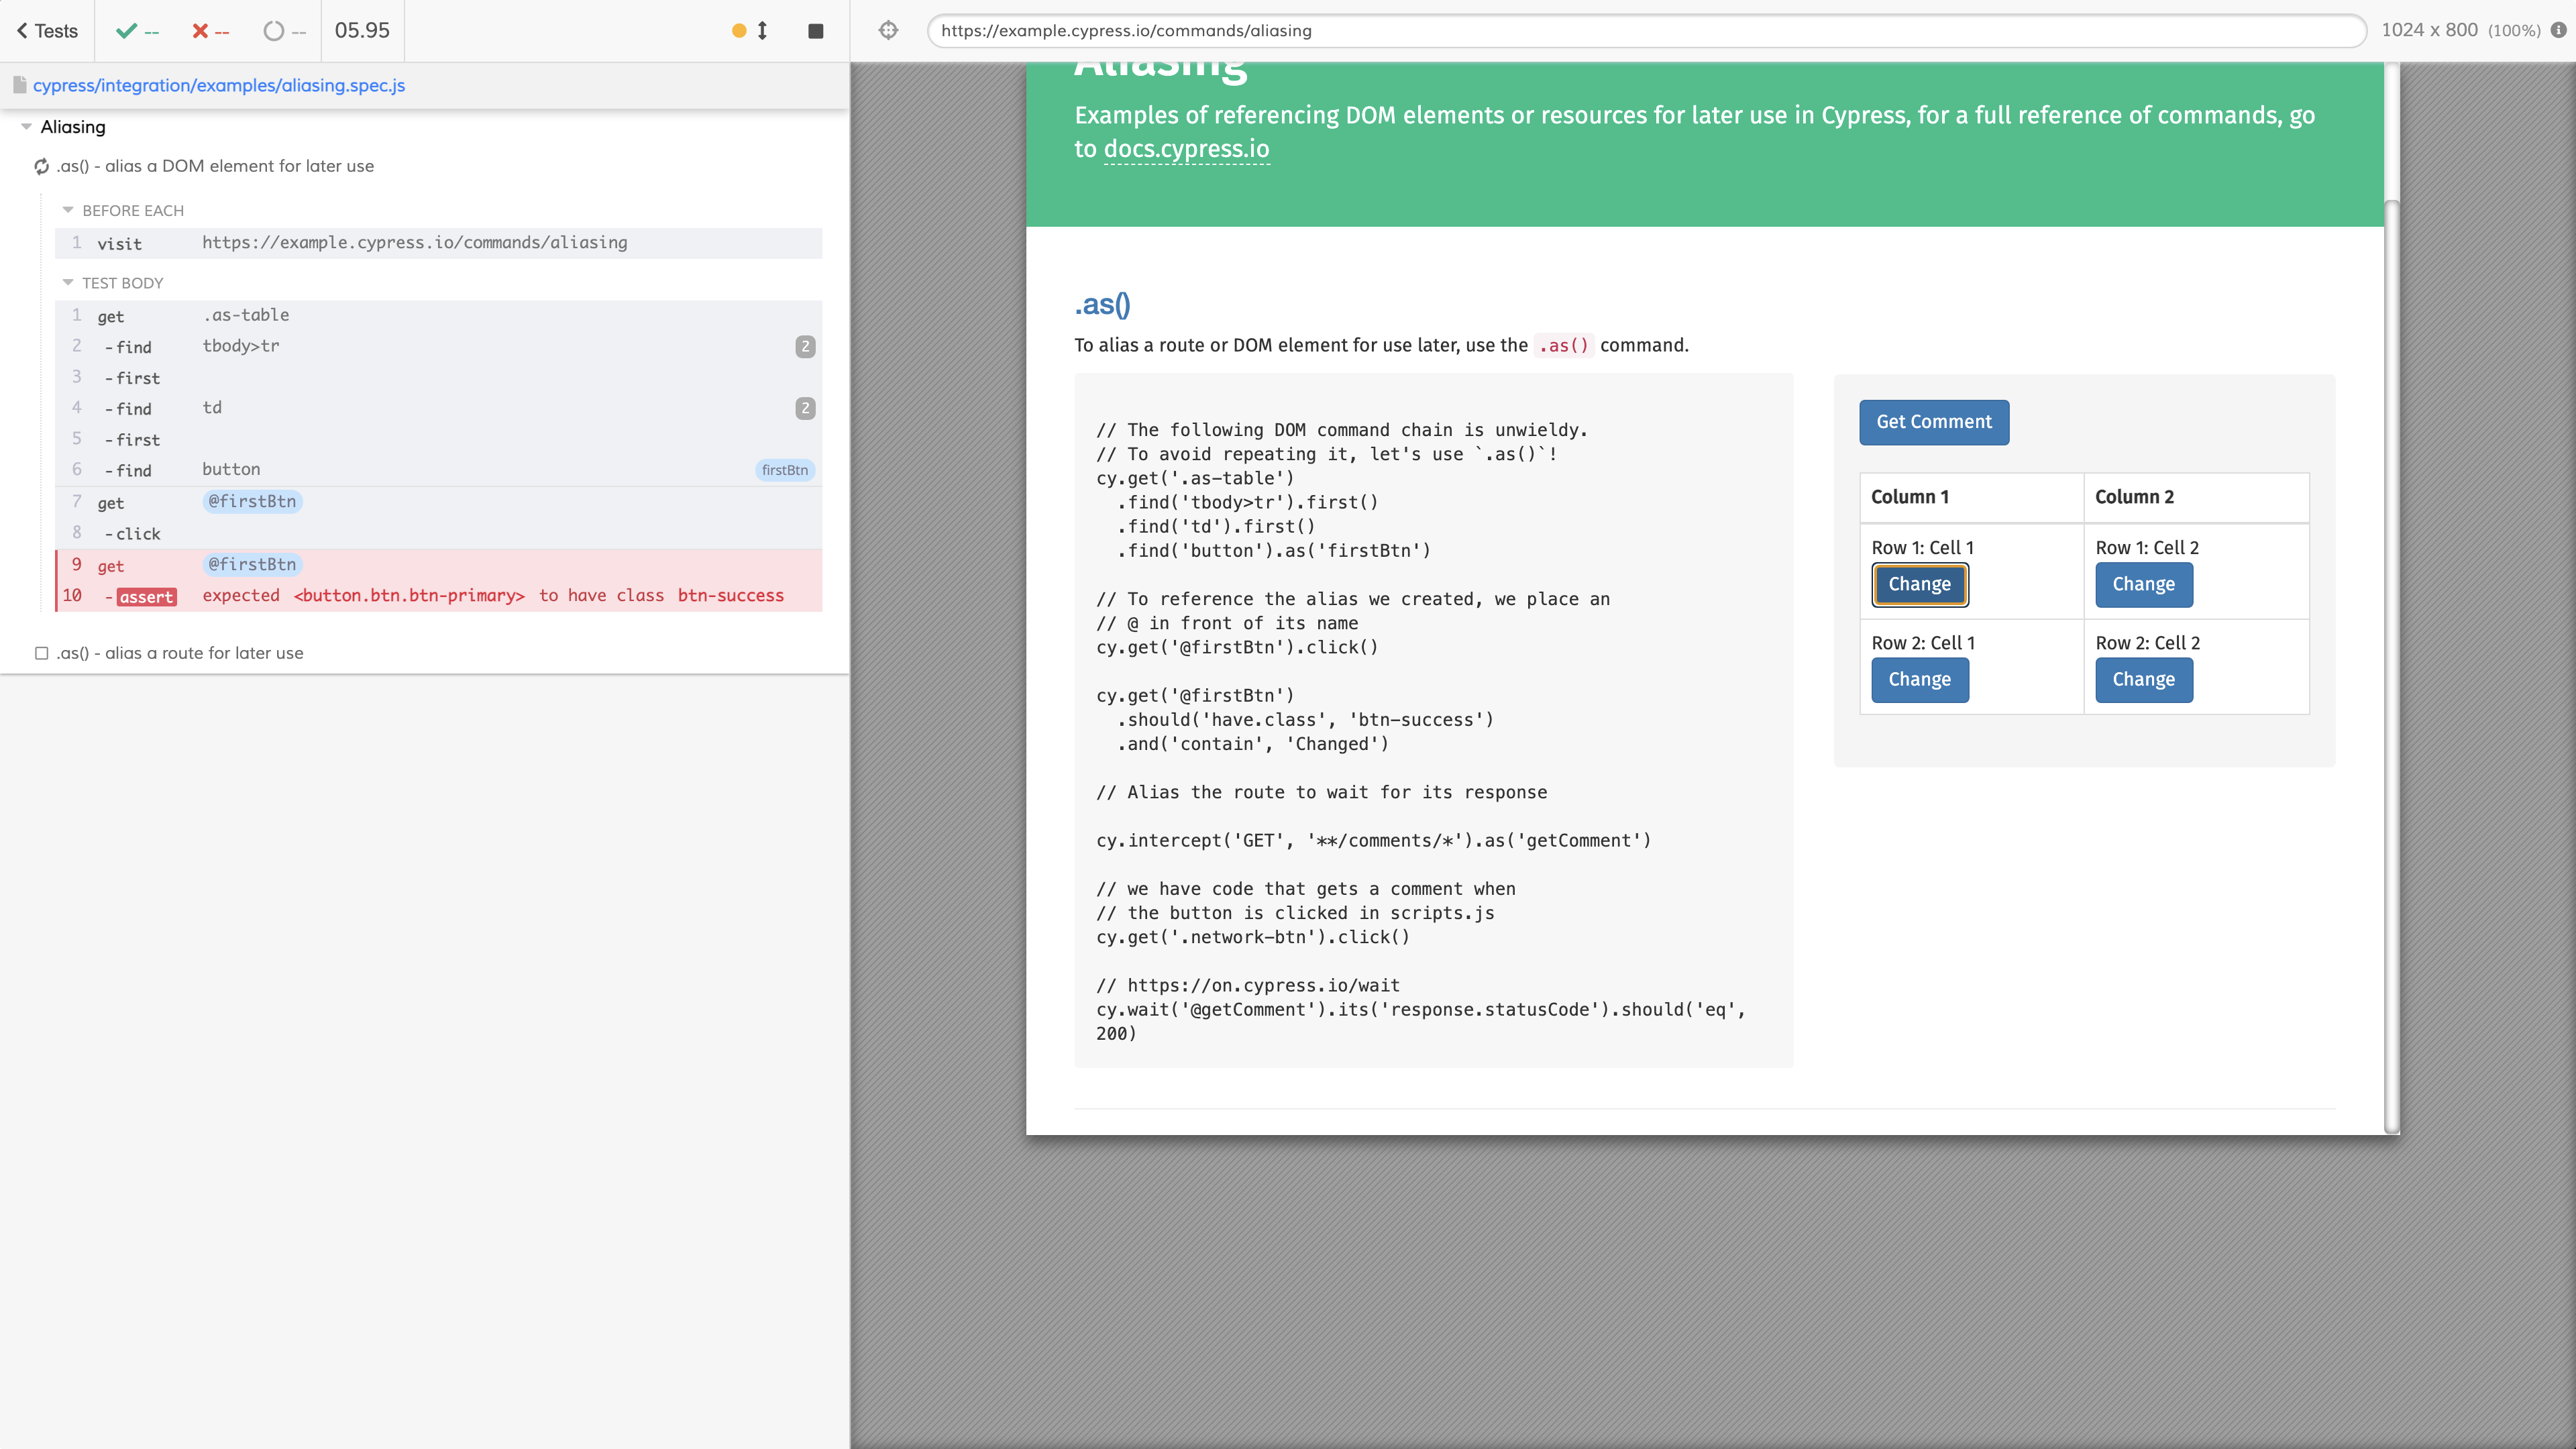 Tests
--
--
--
05.95
https://example.cypress.io/commands/aliasing
1024 x 800 (100%)
cypress/integration/examples/aliasing.spec.js
Aliasing
.as() - alias a DOM element for later use
BEFORE EACH
1 visit https://example.cypress.io/commands/aliasing
TEST BODY
1 get .as-table
2 -find tbody>tr 2
3 -first
4 -find td 2
5 -first
6 -find button firstBtn
7 get @firstBtn
8 -click
9 get @firstBtn
10 -assert expected <button.btn.btn-primary> to have class btn-success
.as() - alias a route for later use
Aliasing
Examples of referencing DOM elements or resources for later use in Cypress, for a full reference of commands, go
to docs.cypress.io
.as()
To alias a route or DOM element for use later, use the .as() command.
// The following DOM command chain is unwieldy.
// To avoid repeating it, let's use `.as()`!
cy.get('.as-table')
.find('tbody>tr').first()
.find('td').first()
.find('button').as('firstBtn')
// To reference the alias we created, we place an
// @ in front of its name
cy.get('@firstBtn').click()
cy.get('@firstBtn')
.should('have.class', 'btn-success')
.and('contain', 'Changed')
// Alias the route to wait for its response
cy.intercept('GET', '**/comments/*').as('getComment')
// we have code that gets a comment when
// the button is clicked in scripts.js
cy.get('.network-btn').click()
// https://on.cypress.io/wait
cy.wait('@getComment').its('response.statusCode').should('eq',
200)
Get Comment
Column 1 Column 2
Row 1: Cell 1 Row 1: Cell 2
Change Change
Row 2: Cell 1 Row 2: Cell 2
Change Change